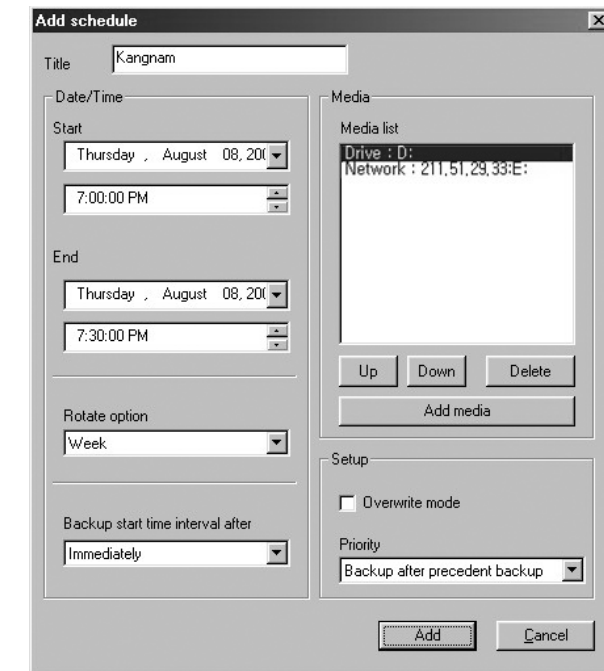 Add schedule
Title
Kangnam
Date/Time
Start
Thursday , August 08, 200
7:00:00 PM
End
Thursday , August 08, 200
7:30:00 PM
Rotate option
Week
Backup start time interval after
Immediately
Media
Media list
Drive : D:
Network : 211,51,29,33:E:
Up
Down
Delete
Add media
Setup
Overwrite mode
Priority
Backup after precedent backup
Add
Cancel